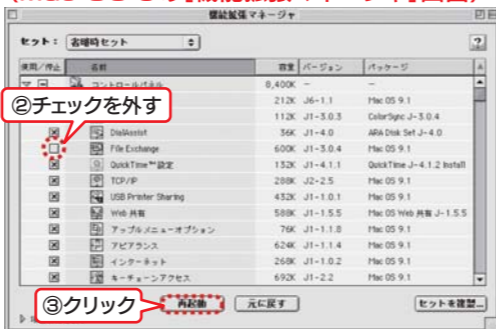 機能拡張マネージャ
セット： 省略時セット
使用/停止 名前 容量 バージョン パッケージ
コントロールパネル 8,400K - -
②チェックを外す
212K J6-1.1 Mac OS 9.1
112K J1-3.0.3 ColorSync J-3.0.4
DialAssist 36K J1-4.0 ARA Disk Set J-4.0
File Exchange 600K J1-3.0.4 Mac OS 9.1
QuickTime™設定 132K J1-4.1.1 QuickTime J-4.1.2 Install
TCP/IP 288K J2-2.5 Mac OS 9.1
USB Printer Sharing 432K J1-1.0.1 Mac OS 9.1
Web 共有 588K J1-1.5.5 Mac OS Web 共有 J-1.5.5
アップルメニューオプション 76K J1-1.1.8 Mac OS 9.1
アピアランス 624K J1-1.1.4 Mac OS 9.1
インターネット 268K J1-1.0.2 Mac OS 9.1
キーチェーンアクセス 692K J1-2.2 Mac OS 9.1
③クリック 再起動 元に戻す セットを複製...